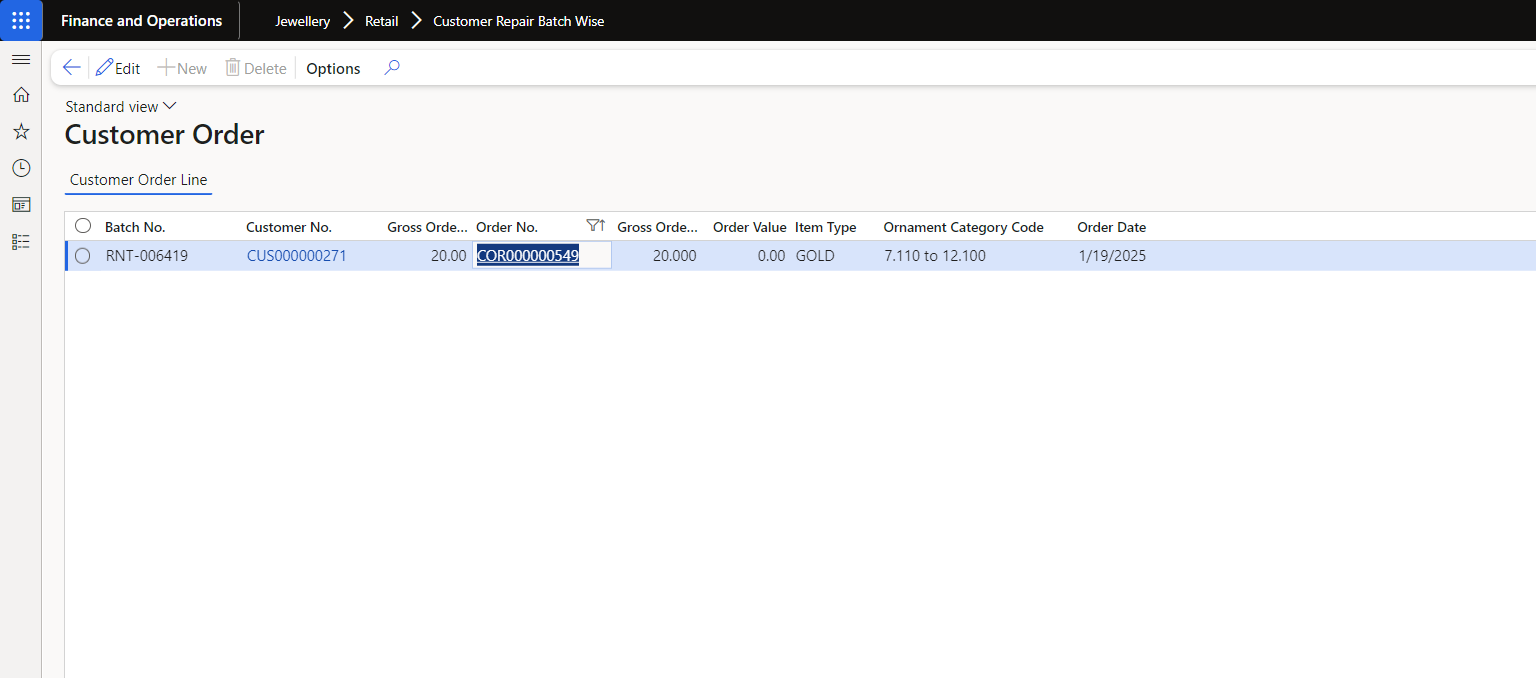 Finance and Operations Jewellery Retail Customer Repair Batch Wise
Edit New Delete Options
Standard view
Customer Order
Customer Order Line
Batch No. Customer No. Gross Orde... Order No. Gross Orde... Order Value Item Type Ornament Category Code Order Date
RNT-006419 CUS000000271 20.00 COR000000549 20.000 0.00 GOLD 7.110 to 12.100 1/19/2025